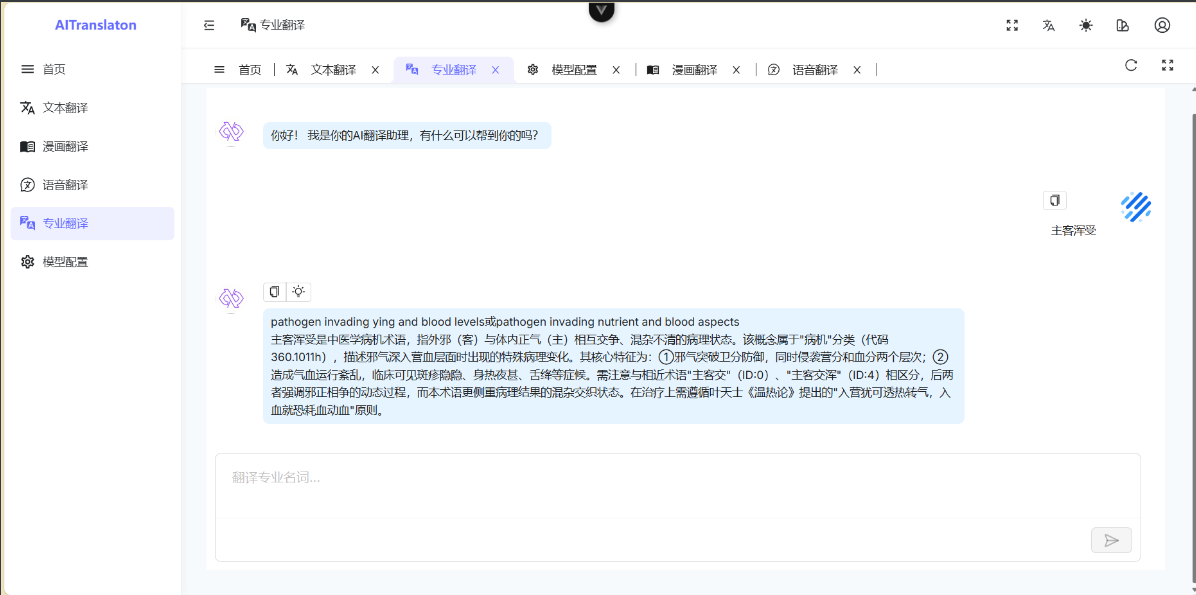 AITranslaton
专业翻译
首页
文本翻译
漫画翻译
语音翻译
专业翻译
模型配置
首页
文本翻译
专业翻译
模型配置
漫画翻译
语音翻译
你好！ 我是你的AI翻译助理，有什么可以帮到你的吗？
主客浑受
pathogen invading ying and blood levels或pathogen invading nutrient and blood aspects
主客浑受是中医学病机术语，指外邪（客）与体内正气（主）相互交争、混杂不清的病理状态。该概念属于"病机"分类（代码
360.1011h），描述邪气深入营血层面时出现的特殊病理变化。其核心特征为：①邪气突破卫分防御，同时侵袭营分和血分两个层次；②
造成气血运行紊乱，临床可见斑疹隐隐、身热夜甚、舌绛等症候。需注意与相近术语"主客交"（ID:0）、"主客交浑"（ID:4）相区分，后两
者强调邪正相争的动态过程，而本术语更侧重病理结果的混杂交织状态。在治疗上需遵循叶天士《温热论》提出的"入营犹可透热转气，入
血就恐耗血动血"原则。
翻译专业名词...